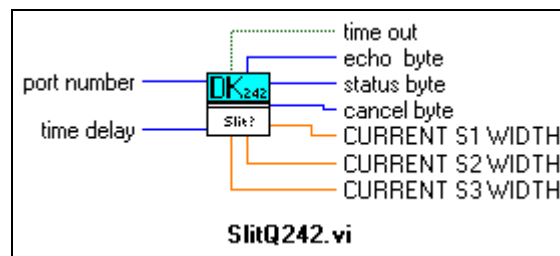 time out
echo byte
port number
status byte
DK242
cancel byte
Slit?
time delay
CURRENT S1 WIDTH
CURRENT S2 WIDTH
CURRENT S3 WIDTH
SlitQ242.vi